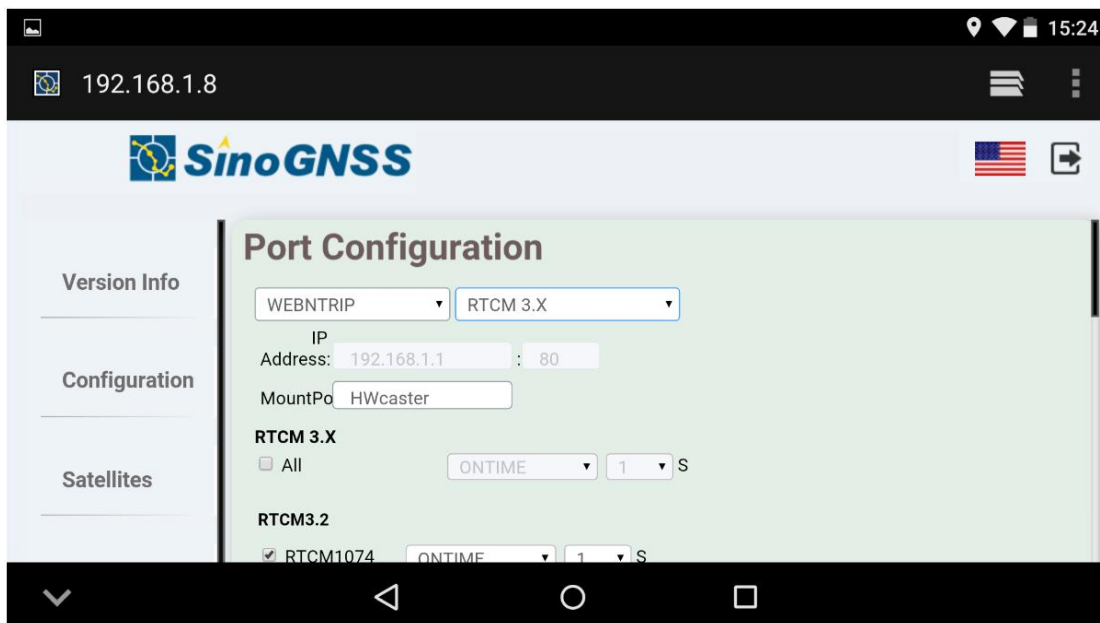 15:24
192.168.1.8
SinoGNSS
Port Configuration
Version Info
WEBNTRIP RTCM 3.X
IP
Address: 192.168.1.1 : 80
Configuration
MountPo HWcaster
RTCM 3.X
All ONTIME 1 S
Satellites
RTCM3.2
RTCM1074 ONTIME 1 S